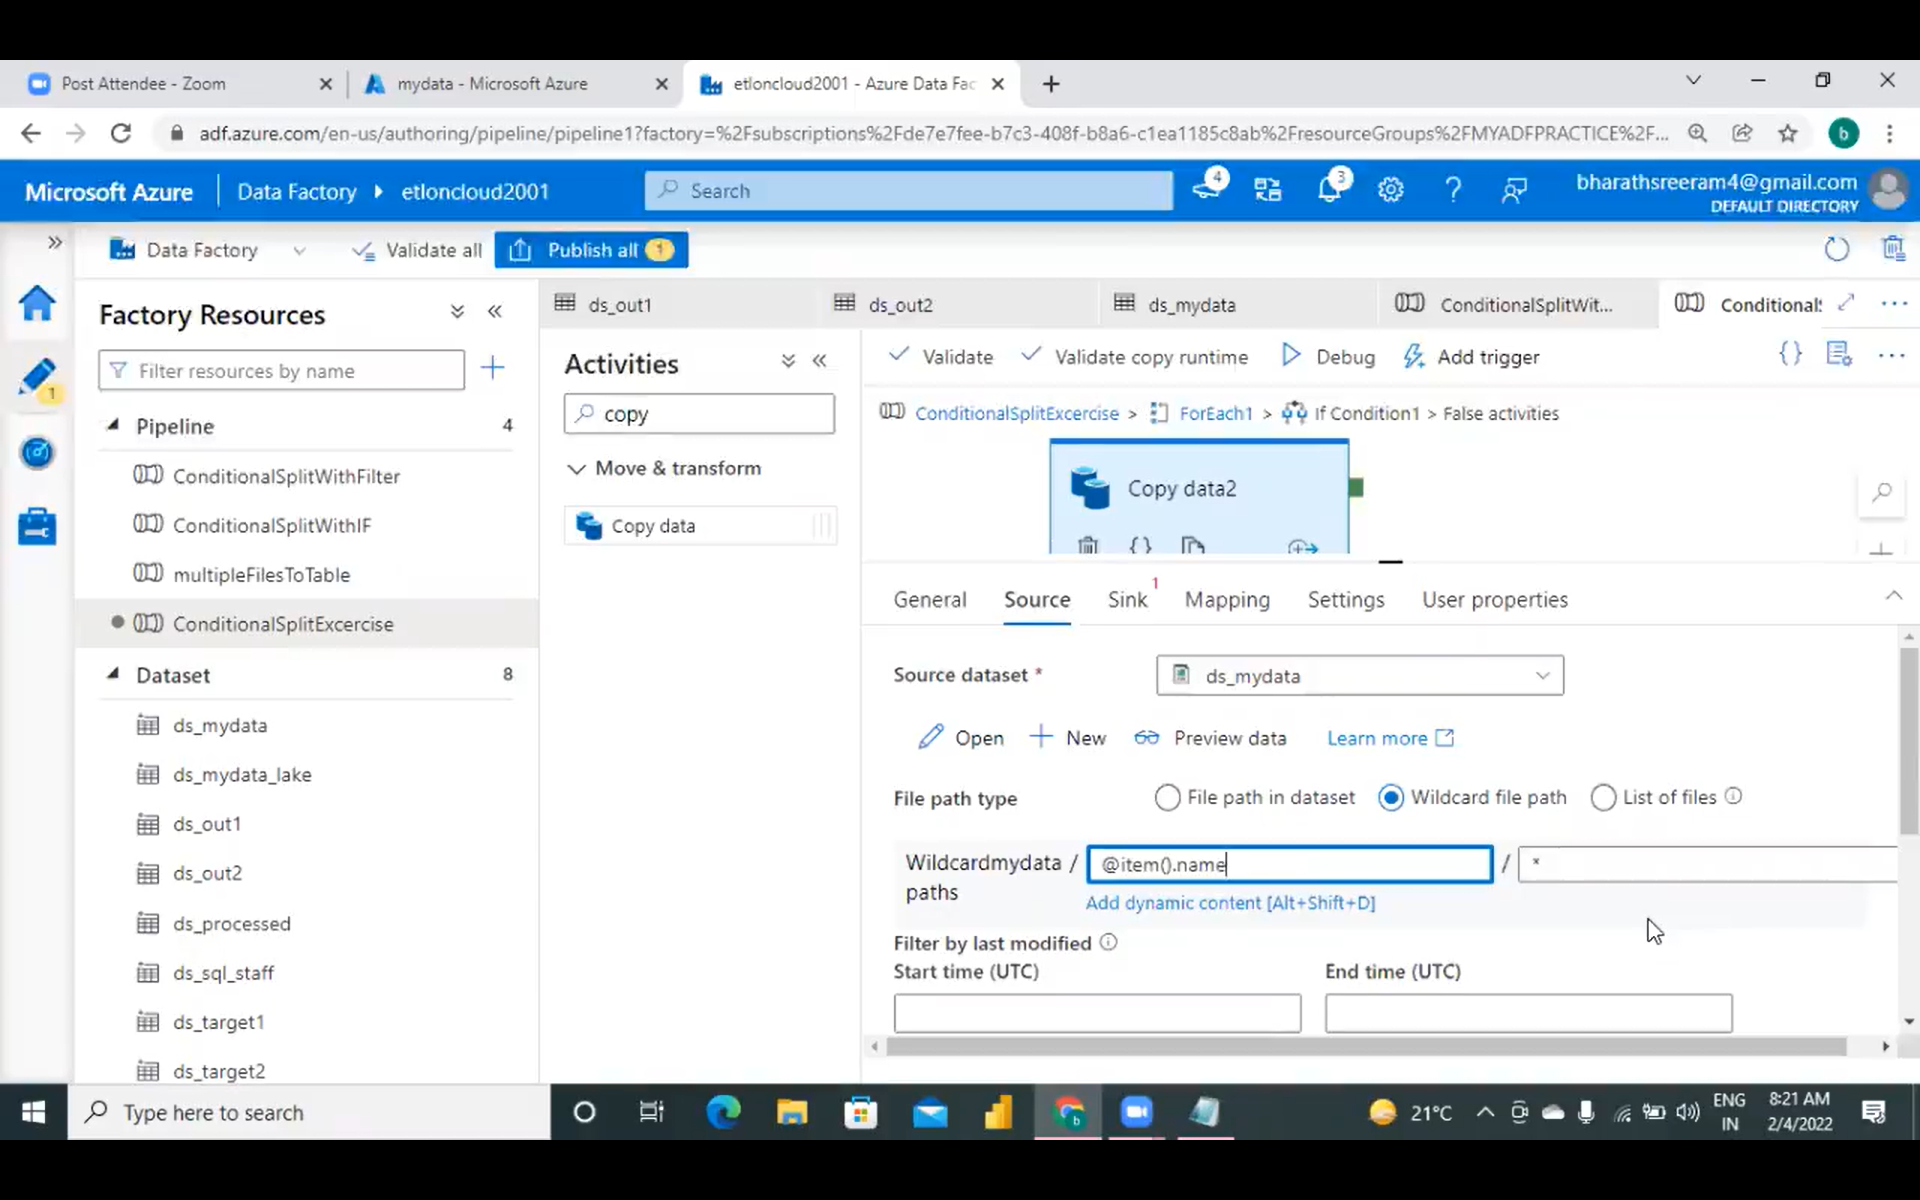 Post Attendee - Zoom
mydata - Microsoft Azure
etloncloud2001 - Azure Data Fac
adf.azure.com/en-us/authoring/pipeline/pipeline1?factory=%2Fsubscriptions%2Fde7e7fee-b7c3-408f-b8a6-c1ea1185c8ab%2FresourceGroups%2FMYADFPRACTICE%2F...
b
Microsoft Azure
Data Factory
etloncloud2001
Search
4
3
?
bharathsreeram4@gmail.com
DEFAULT DIRECTORY
Data Factory
Validate all
Publish all 1
Factory Resources
Filter resources by name
1
Pipeline 4
ConditionalSplitWithFilter
ConditionalSplitWithIF
multipleFilesToTable
ConditionalSplitExcercise
Dataset 8
ds_mydata
ds_mydata_lake
ds_out1
ds_out2
ds_processed
ds_sql_staff
ds_target1
ds_target2
Activities
copy
Move & transform
Copy data
ds_out1
ds_out2
ds_mydata
ConditionalSplitWit...
Conditional:
Validate
Validate copy runtime
Debug
Add trigger
{} ...
ConditionalSplitExcercise > ForEach1 > If Condition1 > False activities
Copy data2
{}
General
Source
Sink 1
Mapping
Settings
User properties
Source dataset *
ds_mydata
Open
New
Preview data
Learn more
File path type
File path in dataset
Wildcard file path
List of files
Wildcardmydata /
paths
@item().name
/
*
Add dynamic content [Alt+Shift+D]
Filter by last modified
Start time (UTC)
End time (UTC)
Type here to search
b
21°C
ENG
IN
8:21 AM
2/4/2022